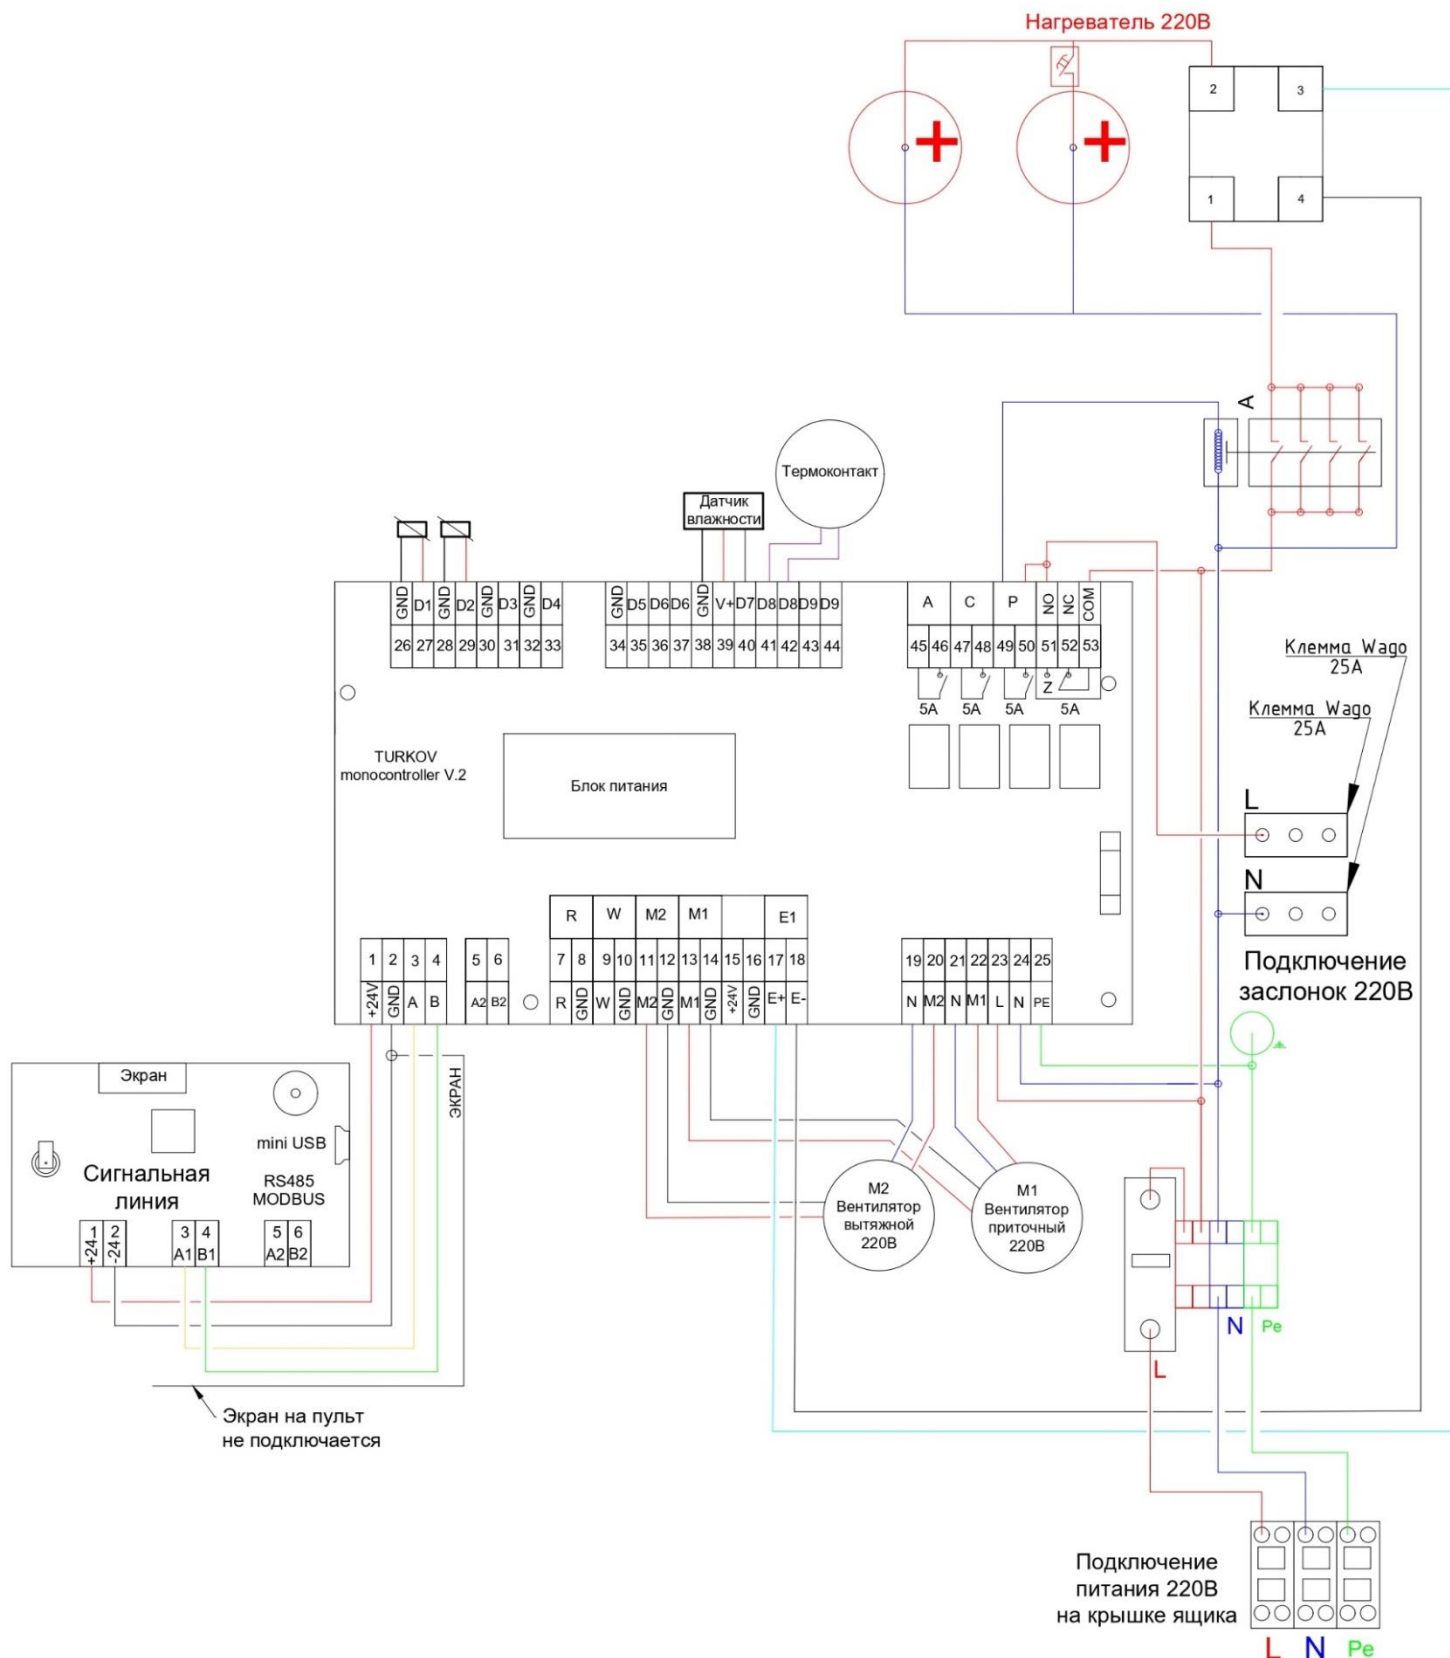 Нагреватель 220В
2 3
1 4
A
Термоконтакт
Датчик
влажности
GND D1 GND D2 GND D3 GND D4
26 27 28 29 30 31 32 33
GND D5 D6 D6 GND V+ D7 D8 D8 D9 D9
34 35 36 37 38 39 40 41 42 43 44
A C P NO NC COM
45 46 47 48 49 50 51 52 53
Z
5A 5A 5A 5A
Клемма Wago
25A
Клемма Wago
25A
TURKOV
monocontroller V.2
Блок питания
L
N
Подключение
заслонок 220В
R W M2 M1 E1
1 2 3 4 5 6 7 8 9 10 11 12 13 14 15 16 17 18
+24V GND A B A2 B2 R GND W GND M2 GND M1 GND +24V GND E+ E-
19 20 21 22 23 24 25
N M2 N M1 L N PE
ЭКРАН
Экран
mini USB
Сигнальная
линия
RS485
MODBUS
1 2 3 4 5 6
+24 -24 A1 B1 A2 B2
M2
Вентилятор
вытяжной
220В
M1
Вентилятор
приточный
220В
N Pe
L
Экран на пульт
не подключается
Подключение
питания 220В
на крышке ящика
L N Pe